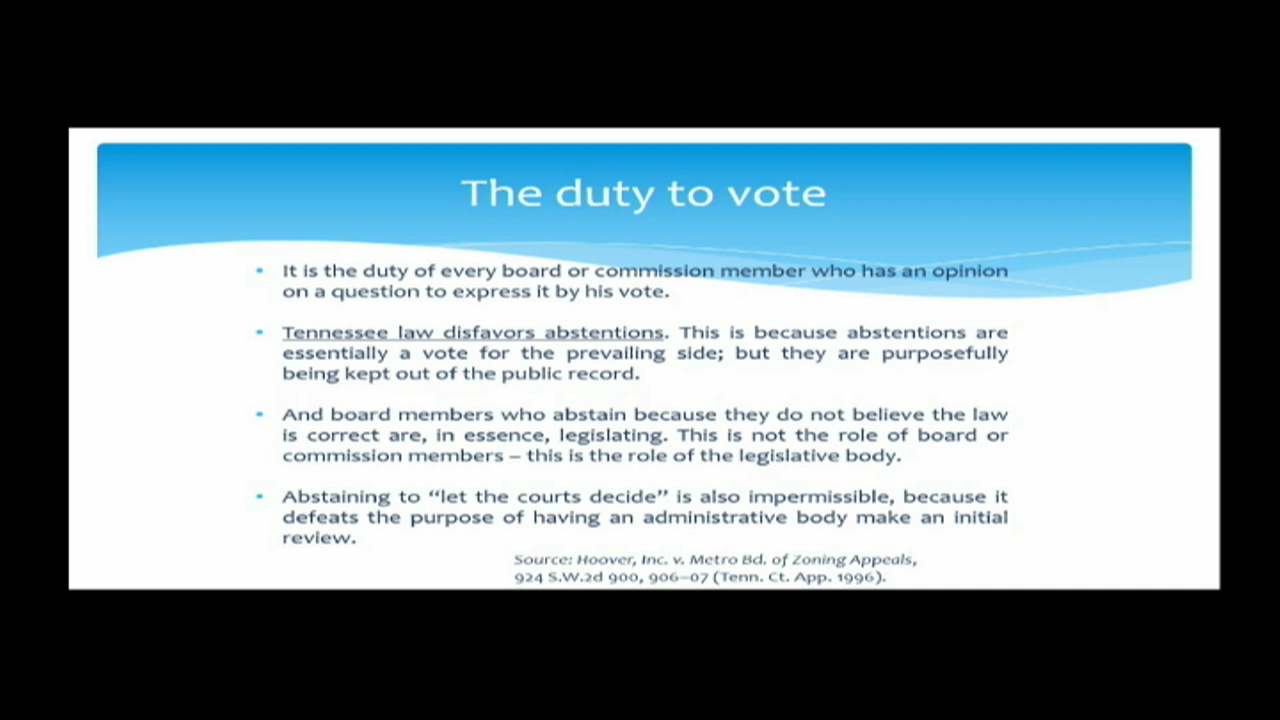 The duty to vote
• It is the duty of every board or commission member who has an opinion
on a question to express it by his vote.
• Tennessee law disfavors abstentions. This is because abstentions are
essentially a vote for the prevailing side; but they are purposefully
being kept out of the public record.
• And board members who abstain because they do not believe the law
is correct are, in essence, legislating. This is not the role of board or
commission members – this is the role of the legislative body.
• Abstaining to “let the courts decide” is also impermissible, because it
defeats the purpose of having an administrative body make an initial
review.
Source: Hoover, Inc. v. Metro Bd. of Zoning Appeals,
924 S.W.2d 900, 906–07 (Tenn. Ct. App. 1996).